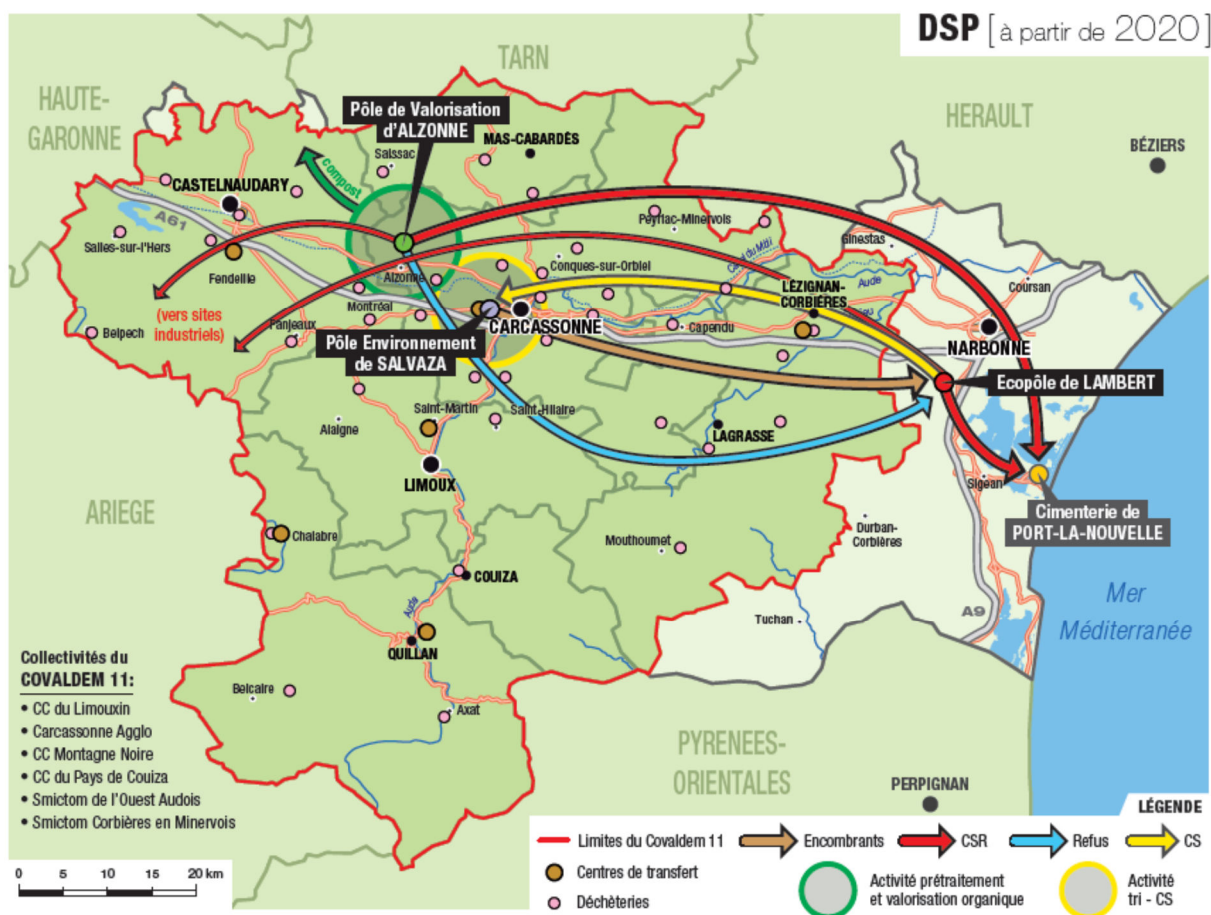 DSP [ à partir de 2020 ]
TARN
HAUTE-
GARONNE
HERAULT
Pôle de Valorisation
d'ALZONNE
MAS-CABARDÈS
BÉZIERS
Saissac
compost
CASTELNAUDARY
A61
Peyriac-Minervois
Ginestas
Salles-sur-l'Hers
Fendeille
Alzonne
Conques-sur-Orbiel
Canal du Midi
Aude
LÉZIGNAN-
CORBIÈRES
Coursan
Montréal
(vers sites
industriels)
Belpech
Fanjeaux
CARCASSONNE
Capendu
NARBONNE
Pôle Environnement
de SALVAZA
Ecopôle de LAMBERT
Saint-Martin
Saint-Hilaire
Alaigne
LAGRASSE
LIMOUX
Sigean
ARIEGE
Cimenterie de
PORT-LA-NOUVELLE
Chalabre
Mouthoumet
Durban-
Corbières
COUIZA
Aude
Tuchan
A9
Mer
Méditerranée
QUILLAN
Belcaire
Axat
PYRENEES-
ORIENTALES
PERPIGNAN
Collectivités du
COVALDEM 11:
• CC du Limouxin
• Carcassonne Agglo
• CC Montagne Noire
• CC du Pays de Couiza
• Smictom de l'Ouest Audois
• Smictom Corbières en Minervois
0 5 10 15 20 km
LÉGENDE
Limites du Covaldem 11
Encombrants
CSR
Refus
CS
Centres de transfert
Déchèteries
Activité prétraitement
et valorisation organique
Activité
tri - CS